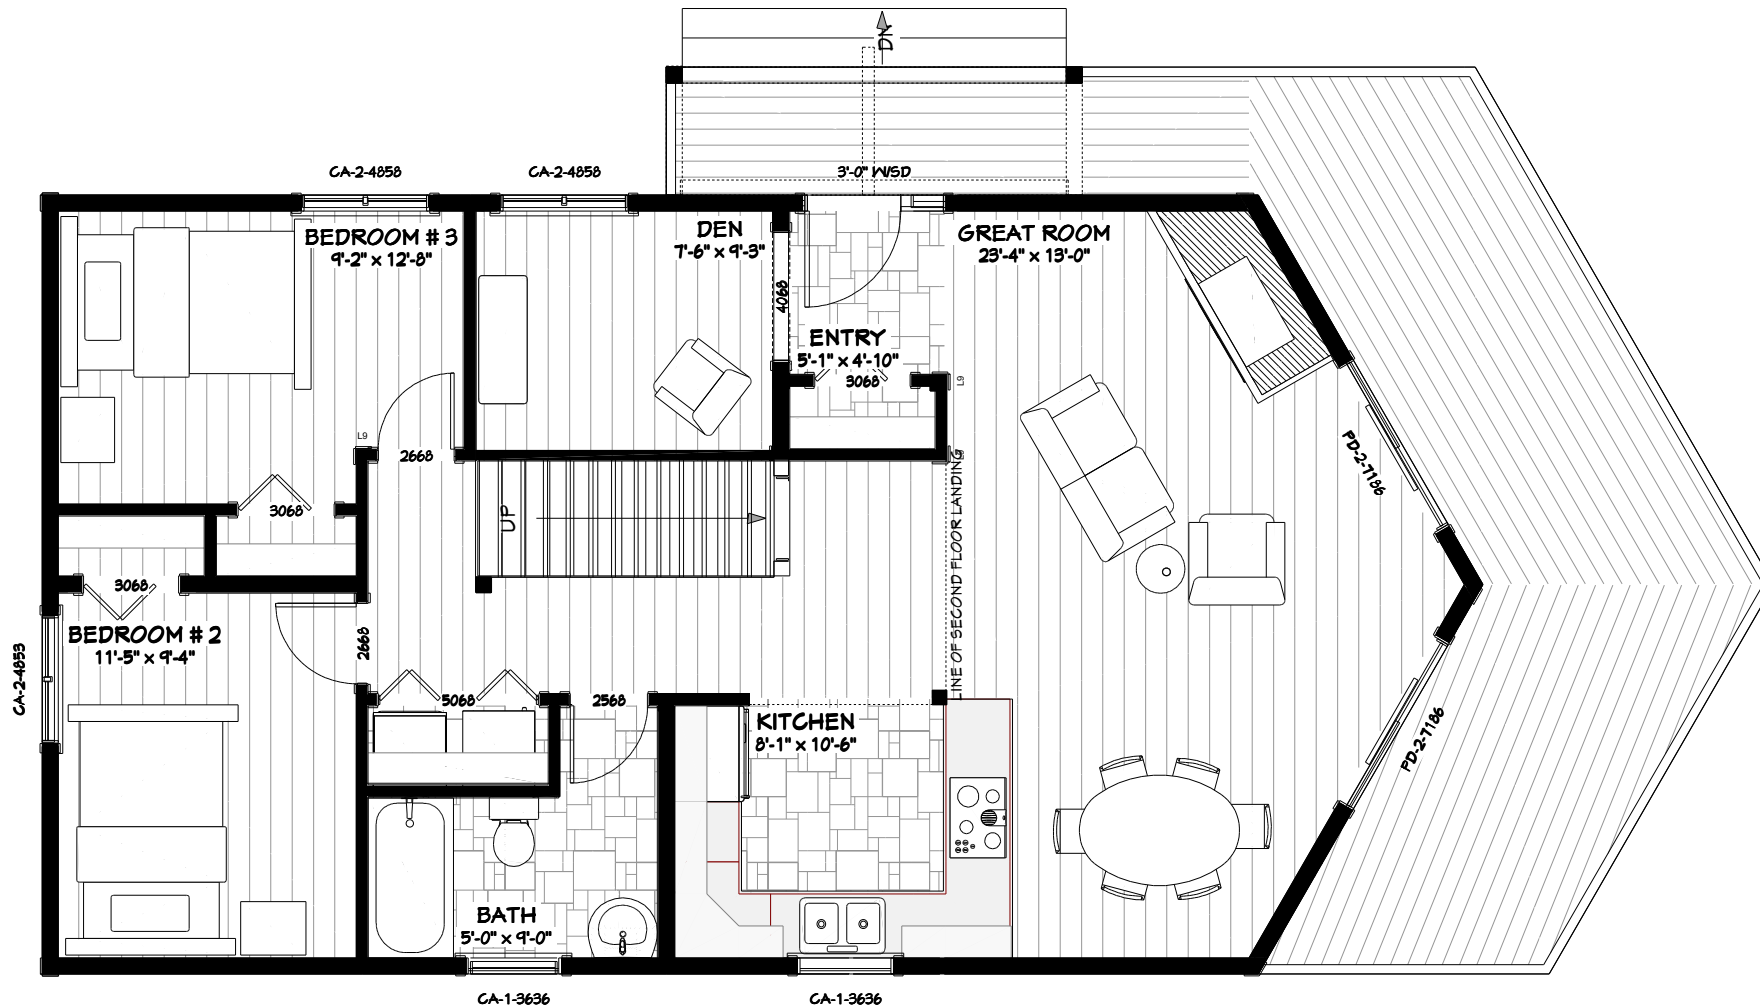 DN
CA-2-4858
CA-2-4858
3'-0" W/SD
BEDROOM # 3
9'-2" x 12'-8"
DEN
7'-6" x 9'-3"
GREAT ROOM
23'-4" x 13'-0"
4068
ENTRY
5'-1" x 4'-10"
3068
L9
L9
2668
PD-2-7186
3068
UP
LINE OF SECOND FLOOR LANDING
3068
BEDROOM # 2
11'-5" x 9'-4"
2668
CA-2-4853
5068
2568
KITCHEN
8'-1" x 10'-6"
PD-2-7186
BATH
5'-0" x 9'-0"
CA-1-3636
CA-1-3636